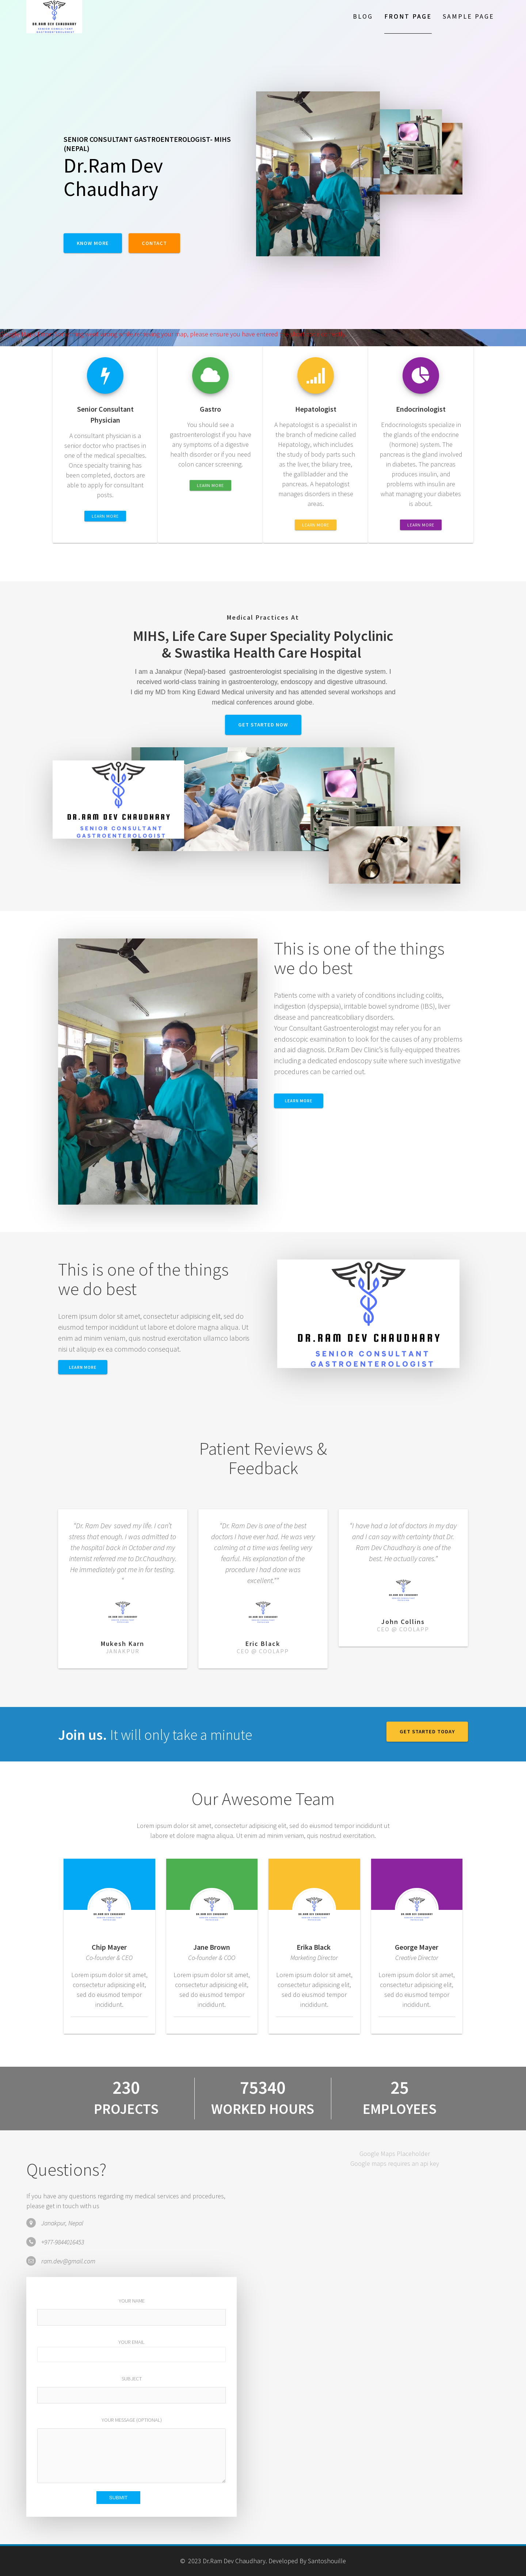 DR.RAM DEV CHAUDHARY
SENIOR CONSULTANT
GASTROENTEROLOGIST
BLOG FRONT PAGE SAMPLE PAGE
SENIOR CONSULTANT GASTROENTEROLOGIST- MIHS
(NEPAL)
Dr.Ram Dev
Chaudhary
KNOW MORE CONTACT
your map, please ensure you have entered
Senior Consultant
Physician
A consultant physician is a
senior doctor who practises in
one of the medical specialties.
Once specialty training has
been completed, doctors are
able to apply for consultant
posts.
LEARN MORE
Gastro
You should see a
gastroenterologist if you have
any symptoms of a digestive
health disorder or if you need
colon cancer screening.
LEARN MORE
Hepatologist
A hepatologist is a specialist in
the branch of medicine called
Hepatology, which includes
the study of body parts such
as the liver, the biliary tree,
the gallbladder and the
pancreas. A hepatologist
manages disorders in these
areas.
LEARN MORE
Endocrinologist
Endocrinologists specialize in
the glands of the endocrine
(hormone) system. The
pancreas is the gland involved
in diabetes. The pancreas
produces insulin, and
problems with insulin are
what managing your diabetes
is about.
LEARN MORE
Medical Practices At
MIHS, Life Care Super Speciality Polyclinic
& Swastika Health Care Hospital
I am a Janakpur (Nepal)-based gastroenterologist specialising in the digestive system. I
received world-class training in gastroenterology, endoscopy and digestive ultrasound.
I did my MD from King Edward Medical university and has attended several workshops and
medical conferences around globe.
GET STARTED NOW
DR.RAM DEV CHAUDHARY
SENIOR CONSULTANT
GASTROENTEROLOGIST
This is one of the things
we do best
Patients come with a variety of conditions including colitis,
indigestion (dyspepsia), irritable bowel syndrome (IBS), liver
disease and pancreaticobiliary disorders.
Your Consultant Gastroenterologist may refer you for an
endoscopic examination to look for the causes of any problems
and aid diagnosis. Dr.Ram Dev Clinic's is fully-equipped theatres
including a dedicated endoscopy suite where such investigative
procedures can be carried out.
LEARN MORE
This is one of the things
we do best
Lorem ipsum dolor sit amet, consectetur adipisicing elit, sed do
eiusmod tempor incididunt ut labore et dolore magna aliqua. Ut
enim ad minim veniam, quis nostrud exercitation ullamco laboris
nisi ut aliquip ex ea commodo consequat.
LEARN MORE
DR.RAM DEV CHAUDHARY
SENIOR CONSULTANT
GASTROENTEROLOGIST
Patient Reviews &
Feedback
"Dr. Ram Dev saved my life. I can't
stress that enough. I was admitted to
the hospital back in October and my
internist referred me to Dr.Chaudhary.
He immediately got me in for testing.
"
Mukesh Karn
JANAKPUR
"Dr. Ram Dev is one of the best
doctors I have ever had. He was very
calming at a time was feeling very
fearful. His explanation of the
procedure I had done was
excellent.""
Eric Black
CEO @ COOLAPP
"I have had a lot of doctors in my day
and I can say with certainty that Dr.
Ram Dev Chaudhary is one of the
best. He actually cares."
John Collins
CEO @ COOLAPP
Join us. It will only take a minute
GET STARTED TODAY
Our Awesome Team
Lorem ipsum dolor sit amet, consectetur adipisicing elit, sed do eiusmod tempor incididunt ut
labore et dolore magna aliqua. Ut enim ad minim veniam, quis nostrud exercitation.
DR.RAM DEV CHAUDHARY
Chip Mayer
Co-founder & CEO
Lorem ipsum dolor sit amet,
consectetur adipisicing elit,
sed do eiusmod tempor
incididunt.
DR.RAM DEV CHAUDHARY
Jane Brown
Co-founder & COO
Lorem ipsum dolor sit amet,
consectetur adipisicing elit,
sed do eiusmod tempor
incididunt.
DR.RAM DEV CHAUDHARY
Erika Black
Marketing Director
Lorem ipsum dolor sit amet,
consectetur adipisicing elit,
sed do eiusmod tempor
incididunt.
DR.RAM DEV CHAUDHARY
George Mayer
Creative Director
Lorem ipsum dolor sit amet,
consectetur adipisicing elit,
sed do eiusmod tempor
incididunt.
230
PROJECTS
75340
WORKED HOURS
25
EMPLOYEES
Questions?
If you have any questions regarding my medical services and procedures,
please get in touch with us
Janakpur, Nepal
+977-9844016453
ram.dev@gmail.com
Google Maps Placeholder
Google maps requires an api key
YOUR NAME
YOUR EMAIL
SUBJECT
YOUR MESSAGE (OPTIONAL)
SUBMIT
© 2023 Dr.Ram Dev Chaudhary. Developed By Santoshouille